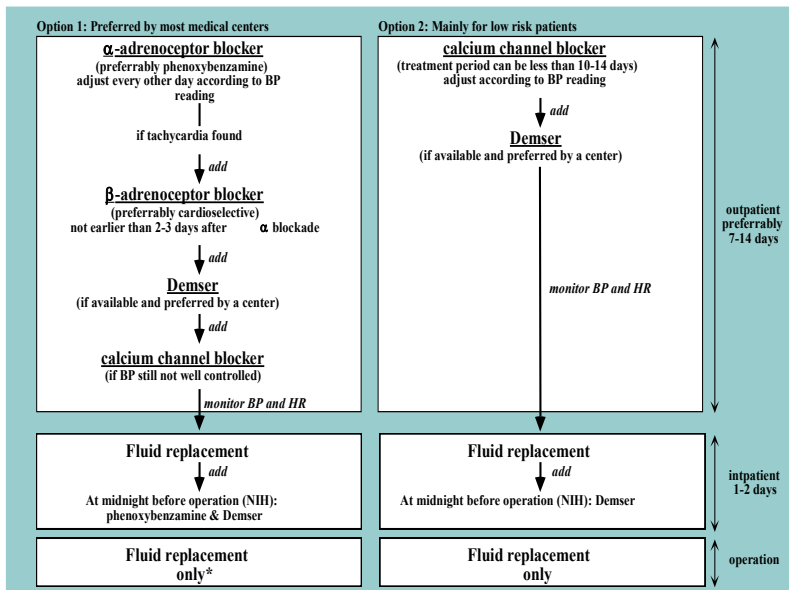 Option 1: Preferred by most medical centers
α-adrenoceptor blocker
(preferrably phenoxybenzamine)
adjust every other day according to BP
reading
if tachycardia found
add
β-adrenoceptor blocker
(preferrably cardioselective)
not earlier than 2-3 days after α blockade
add
Demser
(if available and preferred by a center)
add
calcium channel blocker
(if BP still not well controlled)
monitor BP and HR
Fluid replacement
add
At midnight before operation (NIH):
phenoxybenzamine & Demser
Fluid replacement
only*
Option 2: Mainly for low risk patients
calcium channel blocker
(treatment period can be less than 10-14 days)
adjust according to BP reading
add
Demser
(if available and preferred by a center)
monitor BP and HR
Fluid replacement
add
At midnight before operation (NIH): Demser
Fluid replacement
only
outpatient
preferrably
7-14 days
intpatient
1-2 days
operation